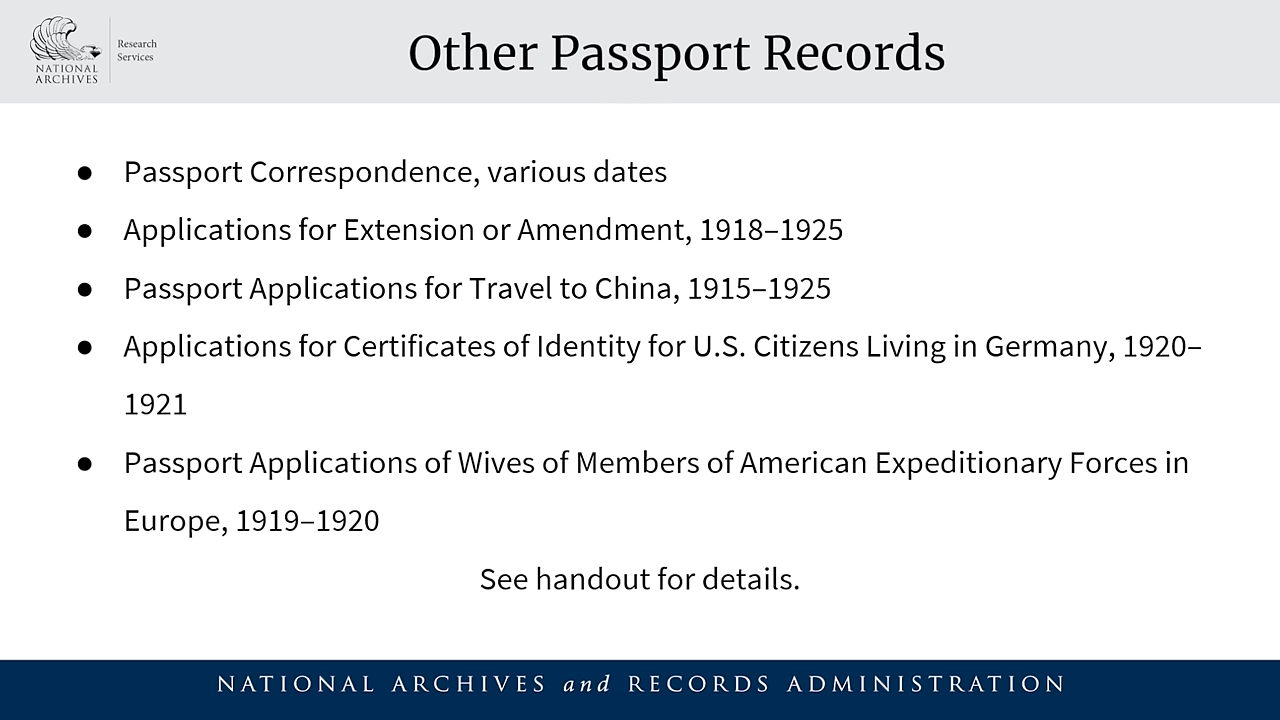 NATIONAL
ARCHIVES
Research
Services
Other Passport Records
● Passport Correspondence, various dates
● Applications for Extension or Amendment, 1918–1925
● Passport Applications for Travel to China, 1915–1925
● Applications for Certificates of Identity for U.S. Citizens Living in Germany, 1920–
1921
● Passport Applications of Wives of Members of American Expeditionary Forces in
Europe, 1919–1920
See handout for details.
NATIONAL ARCHIVES and RECORDS ADMINISTRATION